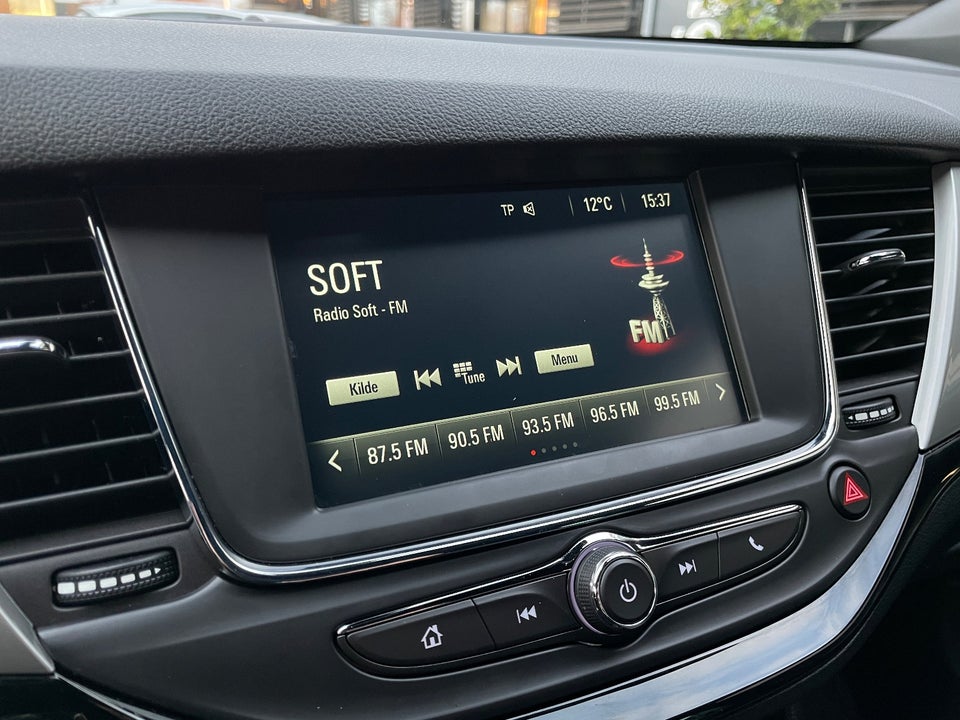 TP 12°C 15:37
SOFT
Radio Soft - FM
FM
Kilde Tune Menu
87.5 FM 90.5 FM 93.5 FM 96.5 FM 99.5 FM